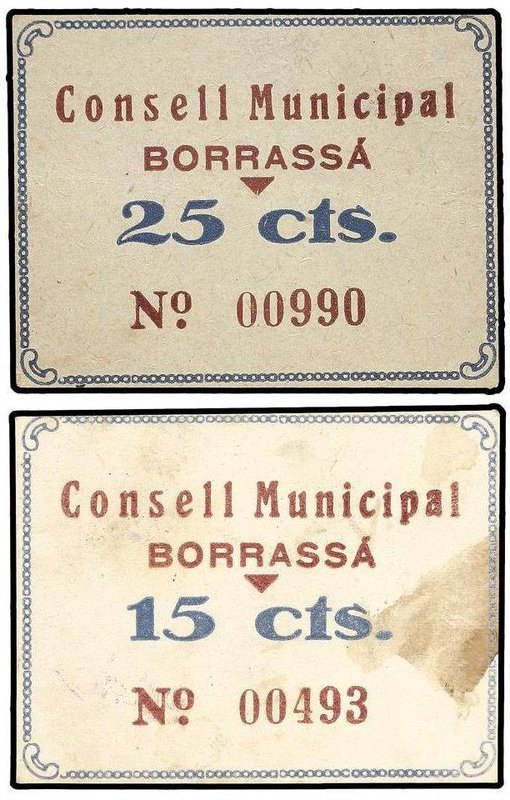 Consell Municipal
BORRASSÁ
25 cts.
Nº 00990
Consell Municipal
BORRASSÁ
15 cts.
Nº 00493